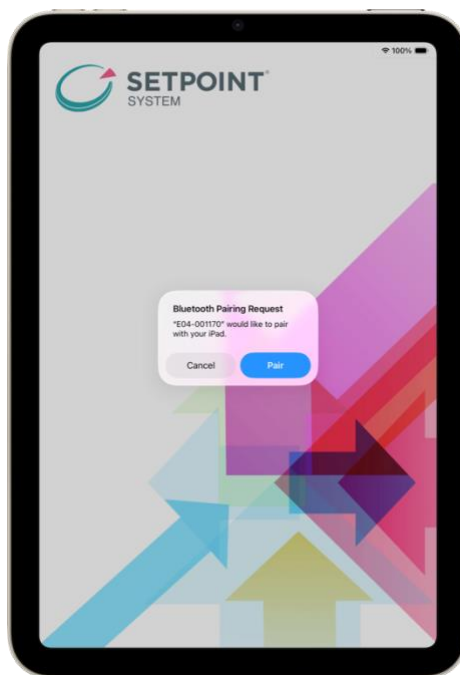 100%
SETPOINT®
SYSTEM
Bluetooth Pairing Request
"E04-001170" would like to pair
with your iPad.
Cancel
Pair